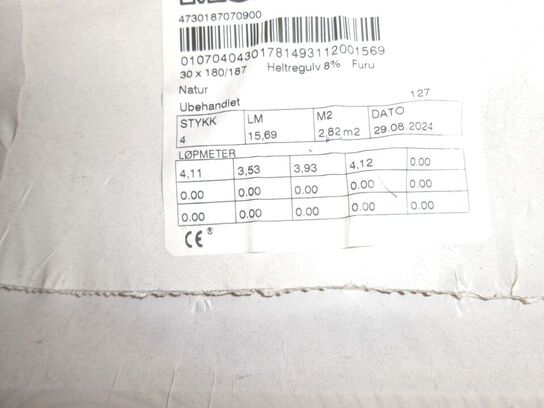 4730187070900
01070404301781493112001569
30 x 180/187 Heltregulv 8% Furu
Natur
Ubehandlet 127
STYKK LM M2 DATO
4 15,69 2,82 m2 29.08.2024
LØPMETER
4,11 3,53 3,93 4,12 0.00
0.00 0.00 0.00 0.00 0.00
0.00 0.00 0.00 0.00 0.00
CE ®